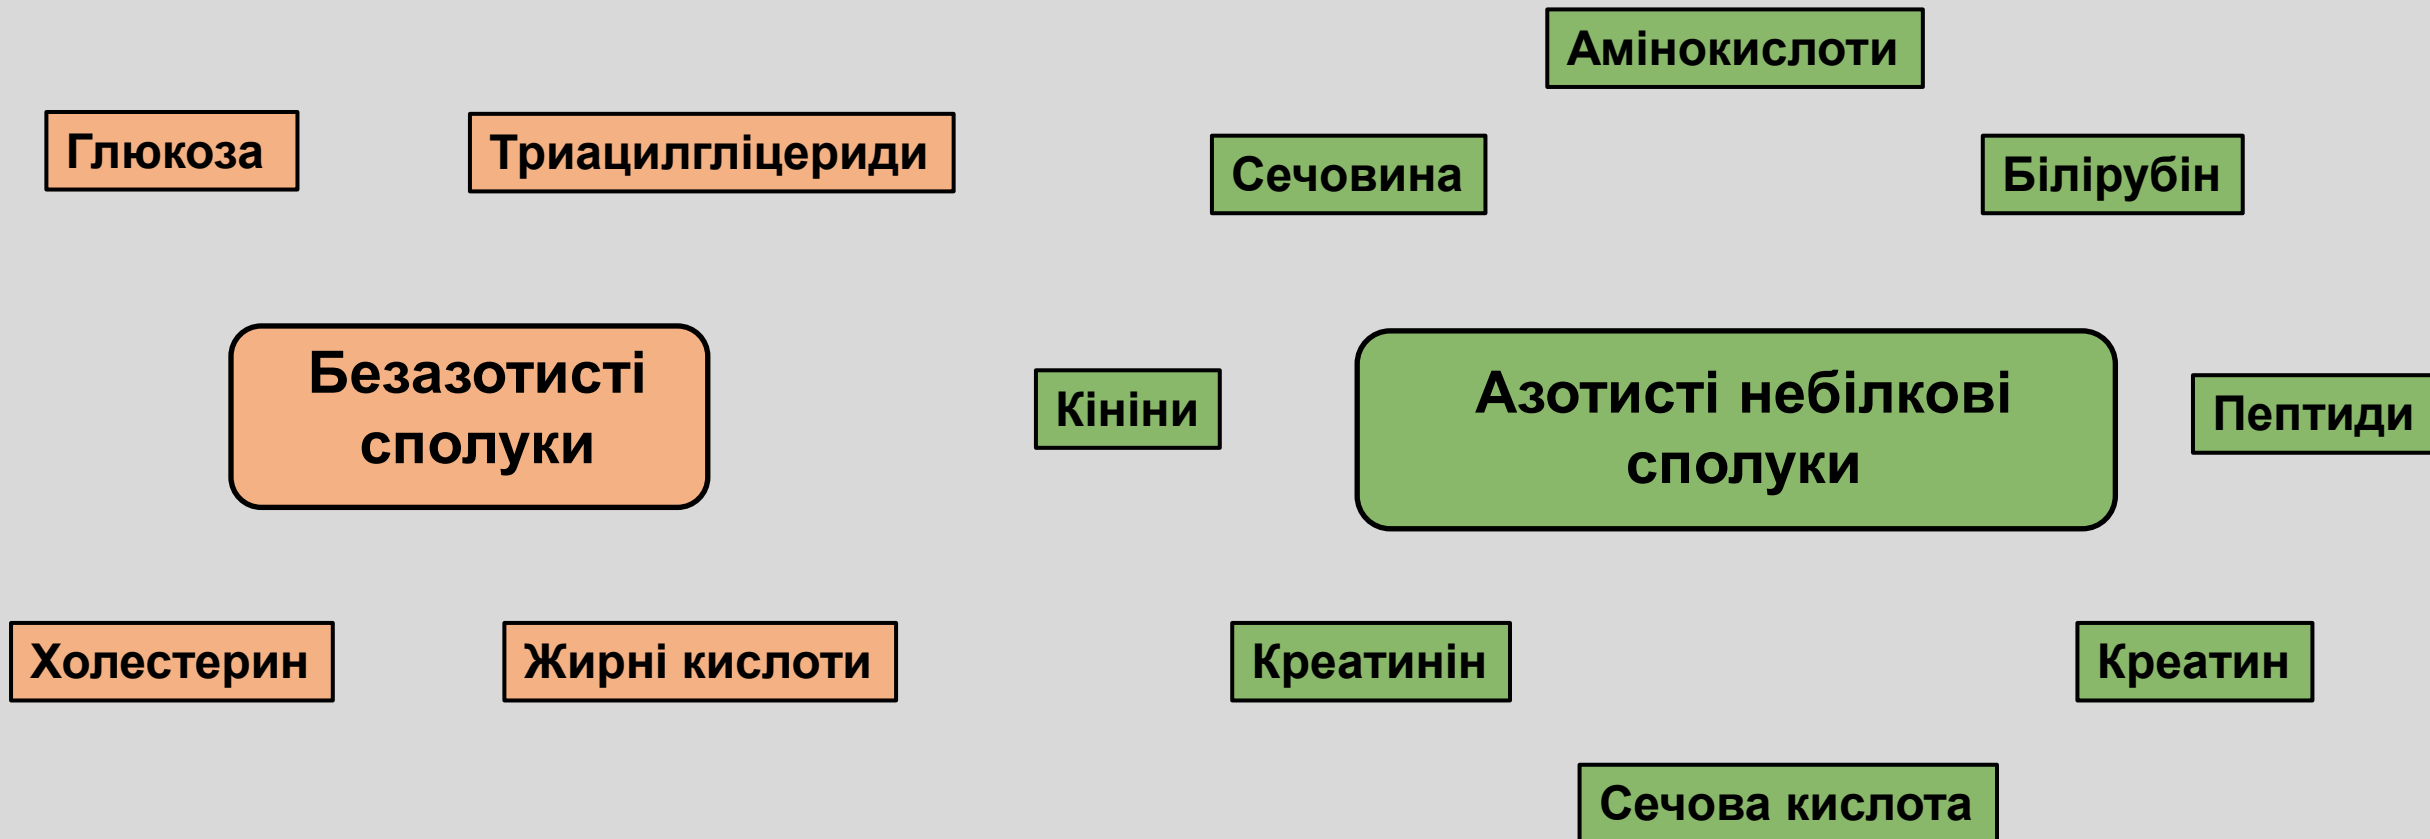 Амінокислоти
Глюкоза
Триацилгліцериди
Сечовина
Білірубін
Безазотисті
сполуки
Кініни
Азотисті небілкові
сполуки
Пептиди
Холестерин
Жирні кислоти
Креатинін
Креатин
Сечова кислота